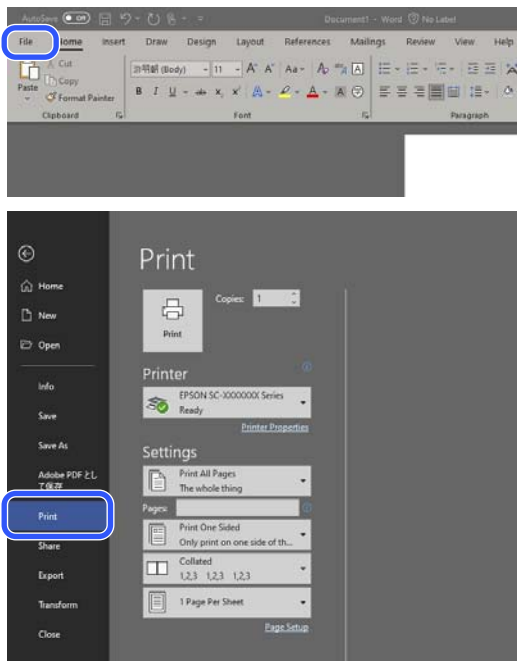 AutoSave Off Document1 - Word No Label
File Home Insert Draw Design Layout References Mailings Review View Help
Paste
Cut
Copy
Format Painter
(Body) 11 A A Aa A A
B I U ab x x A A A
Clipboard Font Paragraph
Print
Home
New
Open
Info
Save
Save As
Adobe PDF とし
て保存
Print
Share
Export
Transform
Close
Copies: 1
Print
Printer
EPSON SC-XXXXXXX Series
Ready
Printer Properties
Settings
Print All Pages
The whole thing
Pages:
Print One Sided
Only print on one side of th...
Collated
1,2,3 1,2,3 1,2,3
1 Page Per Sheet
Page Setup